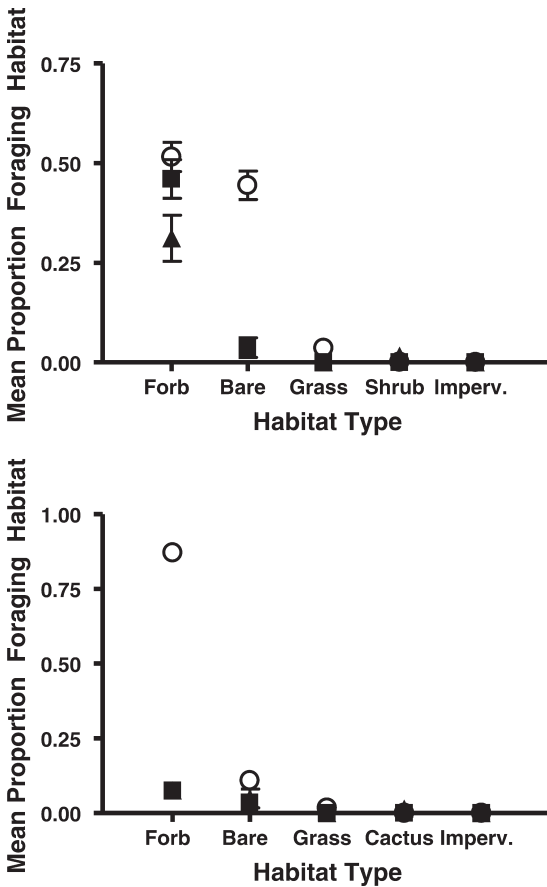 Mean Proportion Foraging Habitat
0.75
0.50
0.25
0.00
Forb Bare Grass Shrub Imperv.
Habitat Type
Mean Proportion Foraging Habitat
1.00
0.75
0.50
0.25
0.00
Forb Bare Grass Cactus Imperv.
Habitat Type